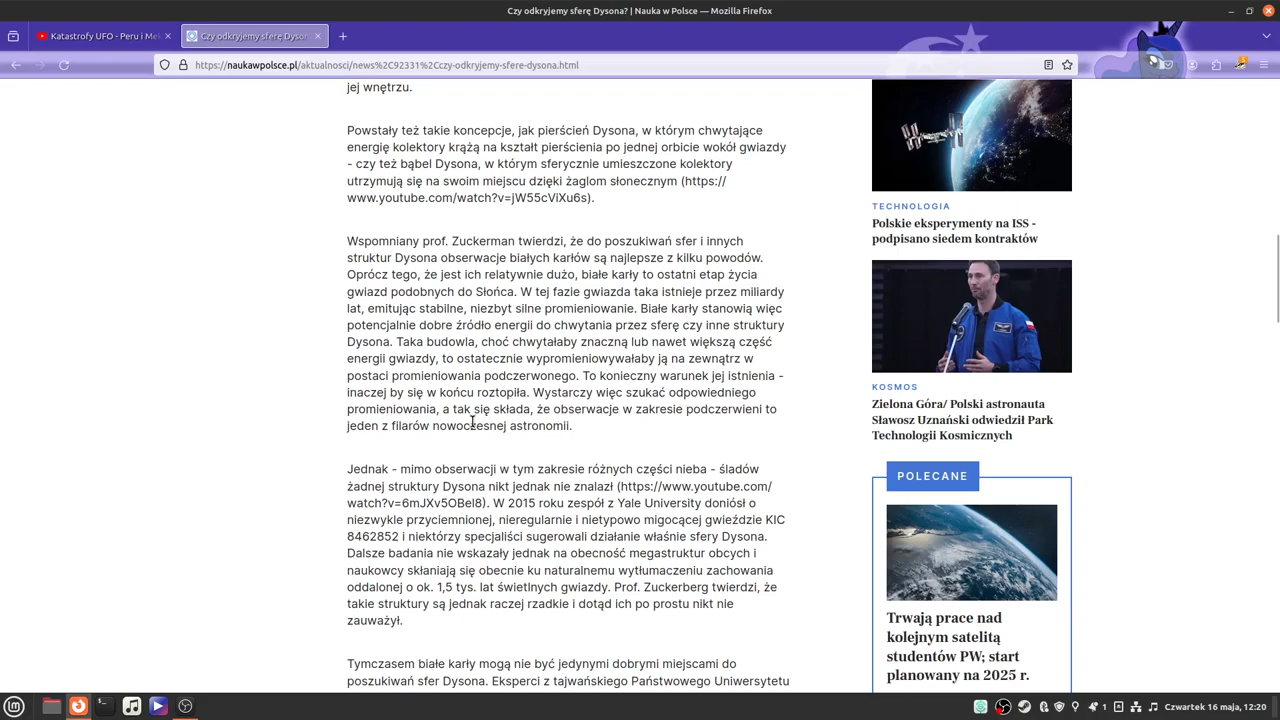 Czy odkryjemy sferę Dysona? | Nauka w Polsce — Mozilla Firefox
Katastrofy UFO - Peru i Mek
Czy odkryjemy sferę Dyson
https://naukawpolsce.pl/aktualnosci/news%2C92331%2Cczy-odkryjemy-sfere-dysona.html
jej wnętrzu.
Powstały też takie koncepcje, jak pierścień Dysona, w którym chwytające
energię kolektory krążą na kształt pierścienia po jednej orbicie wokół gwiazdy
- czy też bąbel Dysona, w którym sferycznie umieszczone kolektory
utrzymują się na swoim miejscu dzięki żaglom słonecznym (https://
www.youtube.com/watch?v=jW55cViXu6s).
Wspomniany prof. Zuckerman twierdzi, że do poszukiwań sfer i innych
struktur Dysona obserwacje białych karłów są najlepsze z kilku powodów.
Oprócz tego, że jest ich relatywnie dużo, białe karły to ostatni etap życia
gwiazd podobnych do Słońca. W tej fazie gwiazda taka istnieje przez miliardy
lat, emitując stabilne, niezbyt silne promieniowanie. Białe karły stanowią więc
potencjalnie dobre źródło energii do chwytania przez sferę czy inne struktury
Dysona. Taka budowla, choć chwytałaby znaczną lub nawet większą część
energii gwiazdy, to ostatecznie wypromieniowywałaby ją na zewnątrz w
postaci promieniowania podczerwonego. To konieczny warunek jej istnienia -
inaczej by się w końcu roztopiła. Wystarczy więc szukać odpowiedniego
promieniowania, a tak się składa, że obserwacje w zakresie podczerwieni to
jeden z filarów nowoczesnej astronomii.
Jednak - mimo obserwacji w tym zakresie różnych części nieba - śladów
żadnej struktury Dysona nikt jednak nie znalazł (https://www.youtube.com/
watch?v=6mJXv5OBel8). W 2015 roku zespół z Yale University doniósł o
niezwykle przyciemnionej, nieregularnie i nietypowo migocącej gwieździe KIC
8462852 i niektórzy specjaliści sugerowali działanie właśnie sfery Dysona.
Dalsze badania nie wskazały jednak na obecność megastruktur obcych i
naukowcy skłaniają się obecnie ku naturalnemu wytłumaczeniu zachowania
oddalonej o ok. 1,5 tys. lat świetlnych gwiazdy. Prof. Zuckerberg twierdzi, że
takie struktury są jednak raczej rzadkie i dotąd ich po prostu nikt nie
zauważył.
Tymczasem białe karły mogą nie być jedynymi dobrymi miejscami do
poszukiwań sfer Dysona. Eksperci z tajwańskiego Państwowego Uniwersytetu
TECHNOLOGIA
Polskie eksperymenty na ISS -
podpisano siedem kontraktów
KOSMOS
Zielona Góra/ Polski astronauta
Sławosz Uznański odwiedził Park
Technologii Kosmicznych
POLECANE
Trwają prace nad
kolejnym satelitą
studentów PW; start
planowany na 2025 r.
1
Czwartek 16 maja, 12:20